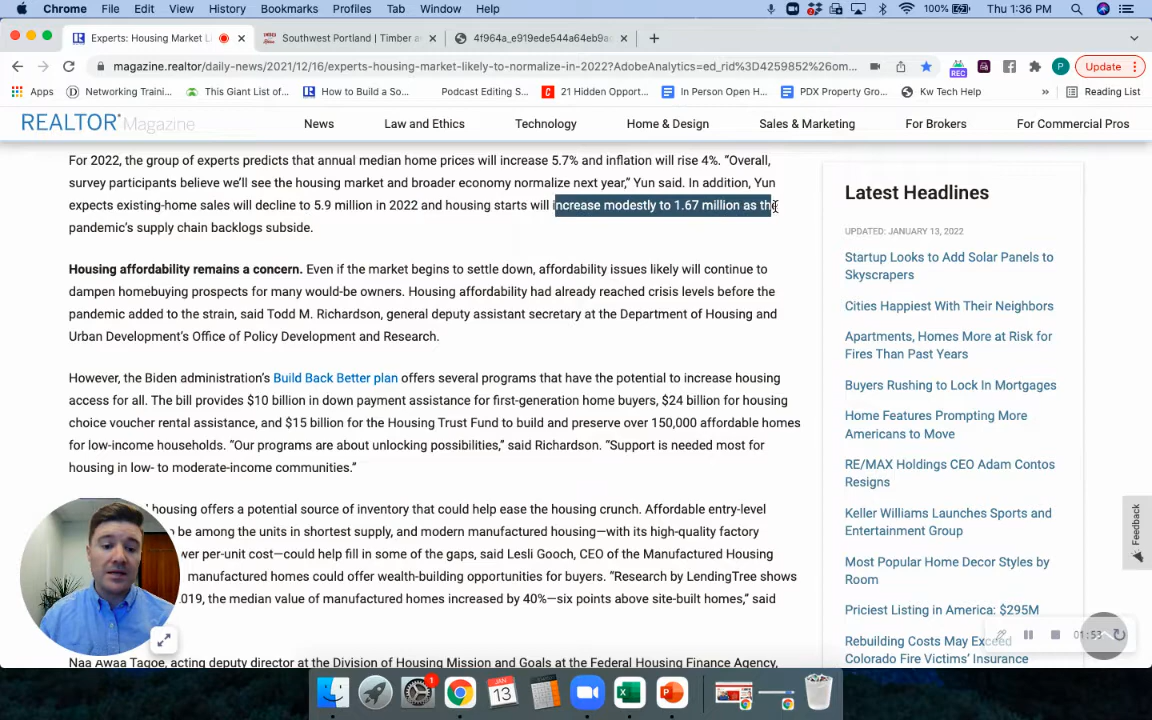 Chrome File Edit View History Bookmarks Profiles Tab Window Help 100% Thu 1:36 PM
Experts: Housing Market Li Southwest Portland | Timber a 4f964a_e919ede544a64eb9a
magazine.realtor/daily-news/2021/12/16/experts-housing-market-likely-to-normalize-in-2022?AdobeAnalytics=ed_rid%3D4259852%26om... REC P Update
Apps Networking Traini... This Giant List of... How to Build a So... Podcast Editing S... 21 Hidden Opport... In Person Open H... PDX Property Gro... Kw Tech Help » Reading List
REALTOR® Magazine News Law and Ethics Technology Home & Design Sales & Marketing For Brokers For Commercial Pros
For 2022, the group of experts predicts that annual median home prices will increase 5.7% and inflation will rise 4%. “Overall,
survey participants believe we’ll see the housing market and broader economy normalize next year,” Yun said. In addition, Yun
expects existing-home sales will decline to 5.9 million in 2022 and housing starts will increase modestly to 1.67 million as the
pandemic’s supply chain backlogs subside.
Housing affordability remains a concern. Even if the market begins to settle down, affordability issues likely will continue to
dampen homebuying prospects for many would-be owners. Housing affordability had already reached crisis levels before the
pandemic added to the strain, said Todd M. Richardson, general deputy assistant secretary at the Department of Housing and
Urban Development’s Office of Policy Development and Research.
However, the Biden administration’s Build Back Better plan offers several programs that have the potential to increase housing
access for all. The bill provides $10 billion in down payment assistance for first-generation home buyers, $24 billion for housing
choice voucher rental assistance, and $15 billion for the Housing Trust Fund to build and preserve over 150,000 affordable homes
for low-income households. “Our programs are about unlocking possibilities,” said Richardson. “Support is needed most for
housing in low- to moderate-income communities.”
housing offers a potential source of inventory that could help ease the housing crunch. Affordable entry-level
be among the units in shortest supply, and modern manufactured housing—with its high-quality factory
per-unit cost—could help fill in some of the gaps, said Lesli Gooch, CEO of the Manufactured Housing
manufactured homes could offer wealth-building opportunities for buyers. “Research by LendingTree shows
the median value of manufactured homes increased by 40%—six points above site-built homes,” said
Naa Awaa Tagoe, acting deputy director at the Division of Housing Mission and Goals at the Federal Housing Finance Agency,
Latest Headlines
UPDATED: JANUARY 13, 2022
Startup Looks to Add Solar Panels to
Skyscrapers
Cities Happiest With Their Neighbors
Apartments, Homes More at Risk for
Fires Than Past Years
Buyers Rushing to Lock In Mortgages
Home Features Prompting More
Americans to Move
RE/MAX Holdings CEO Adam Contos
Resigns
Keller Williams Launches Sports and
Entertainment Group
Most Popular Home Decor Styles by
Room
Priciest Listing in America: $295M
Rebuilding Costs May Exceed
Colorado Fire Victims’ Insurance
Feedback
01:53
1
JAN
13
X
P